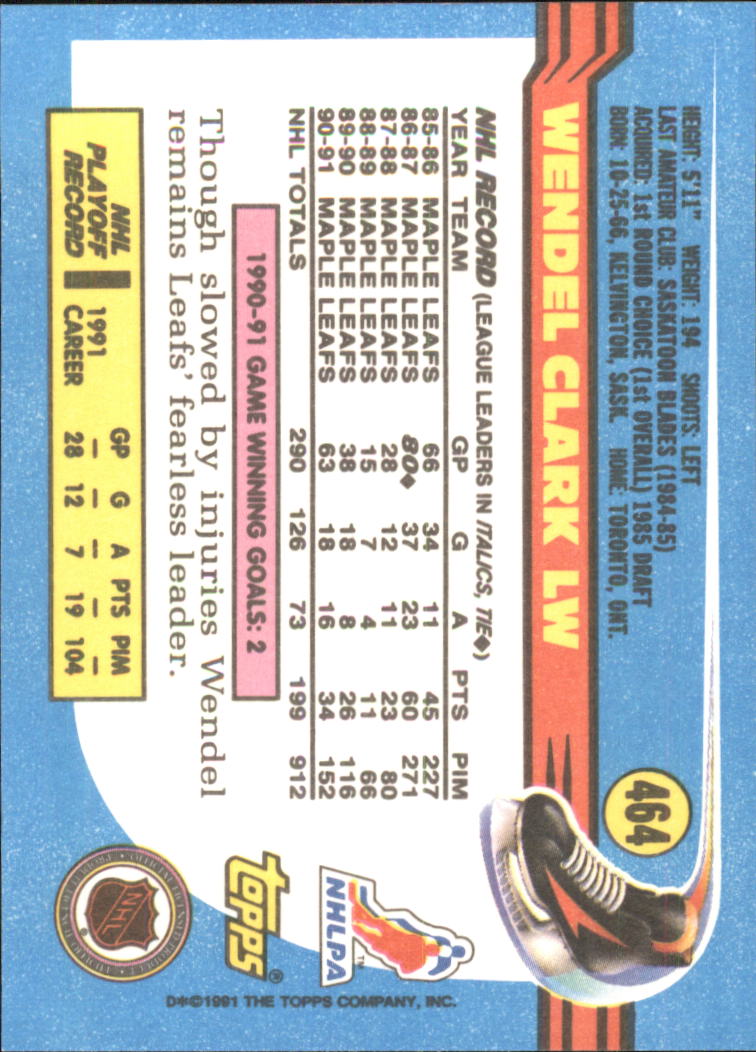 464
HEIGHT: 5'11" WEIGHT: 194 SHOOTS: LEFT
LAST AMATEUR CLUB: SASKATOON BLADES (1984-85)
ACQUIRED: 1st ROUND CHOICE (1st OVERALL) 1985 DRAFT
BORN: 10-25-66, KELVINGTON, SASK. HOME: TORONTO, ONT.
WENDEL CLARK LW
NHL RECORD (LEAGUE LEADERS IN ITALICS, TIE◆)
YEAR TEAM GP G A PTS PIM
85-86 MAPLE LEAFS 66 34 11 45 227
86-87 MAPLE LEAFS 80◆ 37 23 60 271
87-88 MAPLE LEAFS 28 12 11 23 80
88-89 MAPLE LEAFS 15 7 4 11 66
89-90 MAPLE LEAFS 38 18 8 26 116
90-91 MAPLE LEAFS 63 18 16 34 152
NHL TOTALS 290 126 73 199 912
1990-91 GAME WINNING GOALS: 2
Though slowed by injuries Wendel
remains Leafs' fearless leader.
NHL PLAYOFF RECORD
GP G A PTS PIM
1991 – – – – –
CAREER 28 12 7 19 104
NHLPA
TM
TOPPS®
NHL
®
OFFICIAL LICENSED PRODUCT
D*©1991 THE TOPPS COMPANY, INC.